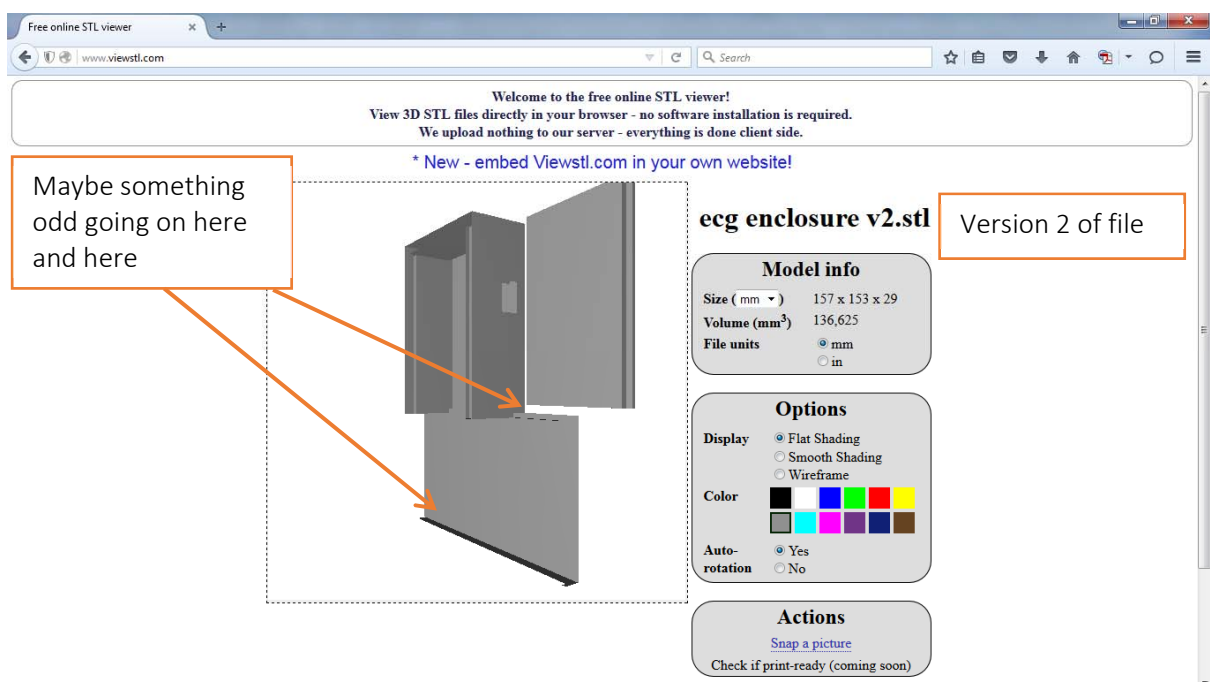 Free online STL viewer
www.viewstl.com
Search
Welcome to the free online STL viewer!
View 3D STL files directly in your browser - no software installation is required.
We upload nothing to our server - everything is done client side.
* New - embed Viewstl.com in your own website!
Maybe something
odd going on here
and here
ecg enclosure v2.stl
Version 2 of file
Model info
Size ( mm ) 157 x 153 x 29
Volume (mm³) 136,625
File units mm
in
Options
Display Flat Shading
Smooth Shading
Wireframe
Color
Auto- Yes
rotation No
Actions
Snap a picture
Check if print-ready (coming soon)